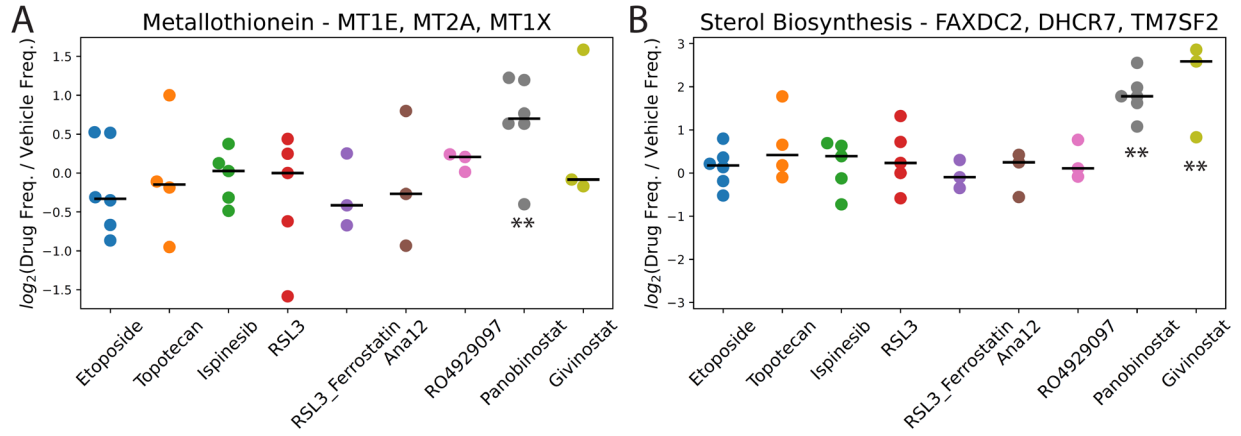 A
Metallothionein - MT1E, MT2A, MT1X
log₂(Drug Freq. / Vehicle Freq.)
1.5
1.0
0.5
0.0
−0.5
−1.0
−1.5
**
Etoposide
Topotecan
Ispinesib
RSL3
RSL3_Ferrostatin
Ana12
RO4929097
Panobinostat
Givinostat
B
Sterol Biosynthesis - FAXDC2, DHCR7, TM7SF2
log₂(Drug Freq. / Vehicle Freq.)
3
2
1
0
−1
−2
−3
**
**
Etoposide
Topotecan
Ispinesib
RSL3
RSL3_Ferrostatin
Ana12
RO4929097
Panobinostat
Givinostat